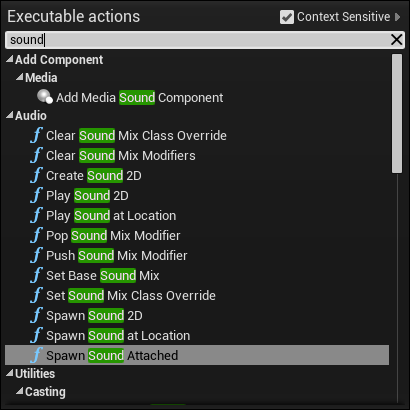 Executable actions
Context Sensitive
sound
Add Component
Media
Add Media Sound Component
Audio
Clear Sound Mix Class Override
Clear Sound Mix Modifiers
Create Sound 2D
Play Sound 2D
Play Sound at Location
Pop Sound Mix Modifier
Push Sound Mix Modifier
Set Base Sound Mix
Set Sound Mix Class Override
Spawn Sound 2D
Spawn Sound at Location
Spawn Sound Attached
Utilities
Casting